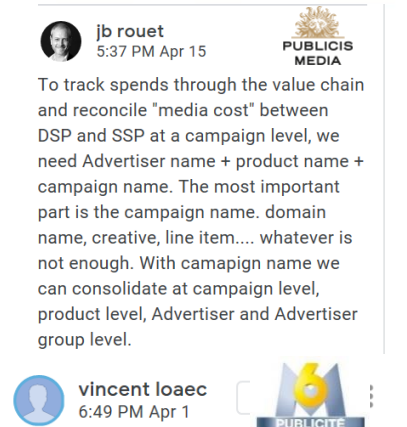 jb rouet
5:37 PM Apr 15
PUBLICIS
MEDIA
To track spends through the value chain
and reconcile "media cost" between
DSP and SSP at a campaign level, we
need Advertiser name + product name +
campaign name. The most important
part is the campaign name. domain
name, creative, line item.... whatever is
not enough. With camapign name we
can consolidate at campaign level,
product level, Advertiser and Advertiser
group level.
vincent loaec
6:49 PM Apr 1
M6
PUBLICITÉ